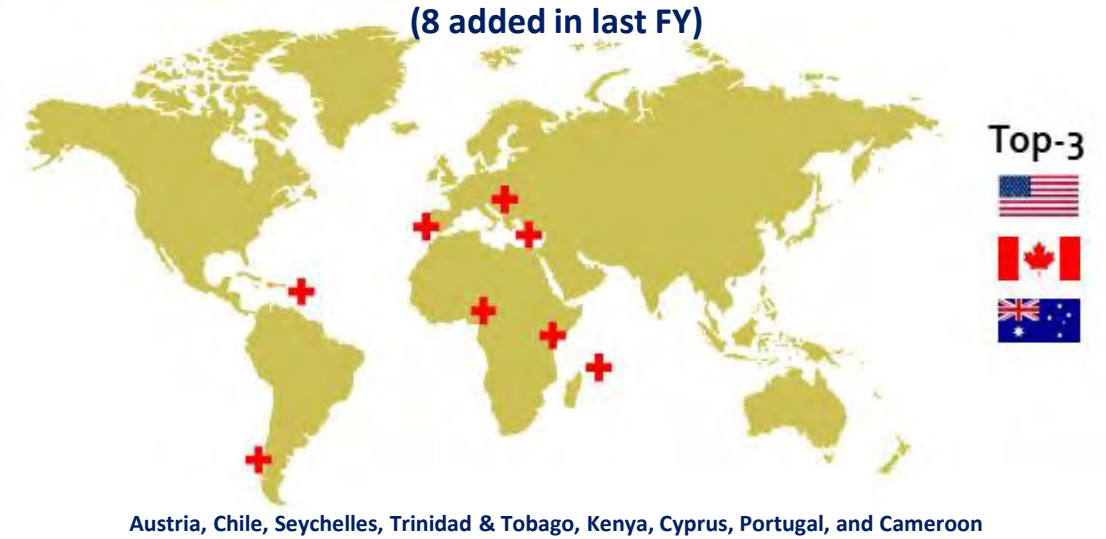 (8 added in last FY)
Top-3
Austria, Chile, Seychelles, Trinidad & Tobago, Kenya, Cyprus, Portugal, and Cameroon